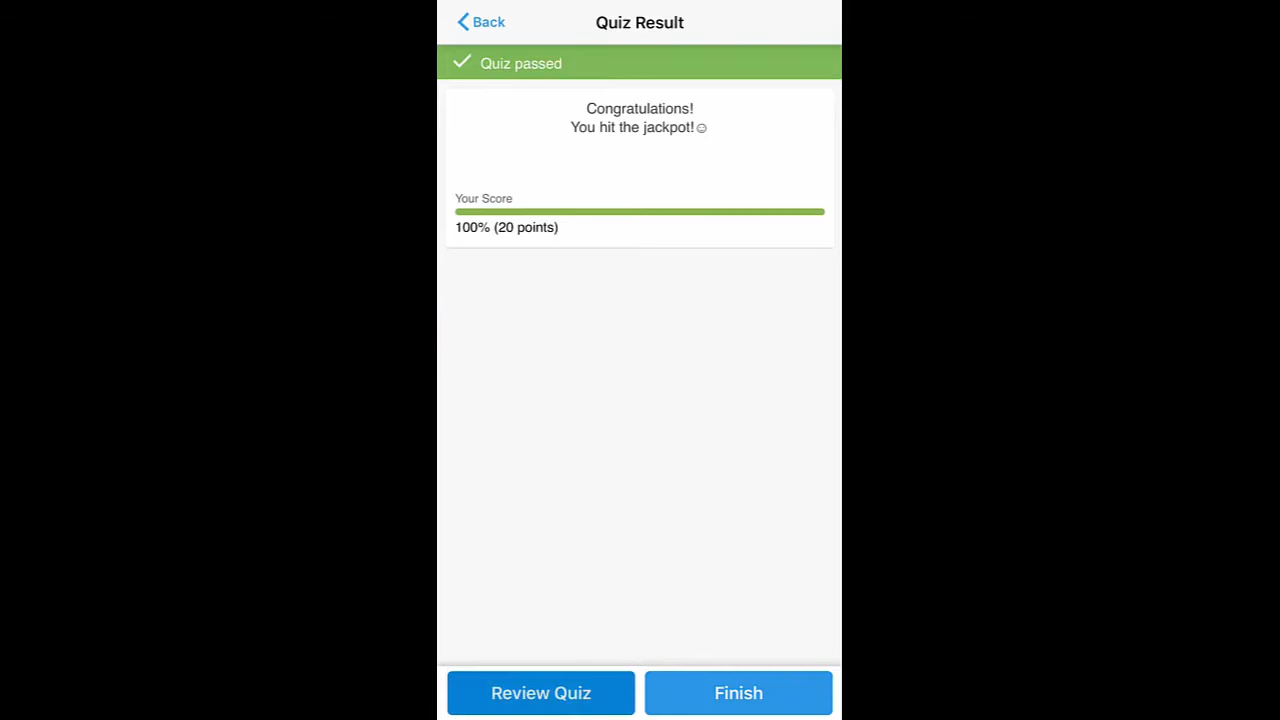 Back
Quiz Result
Quiz passed
Congratulations!
You hit the jackpot!☺
Your Score
100% (20 points)
Review Quiz
Finish